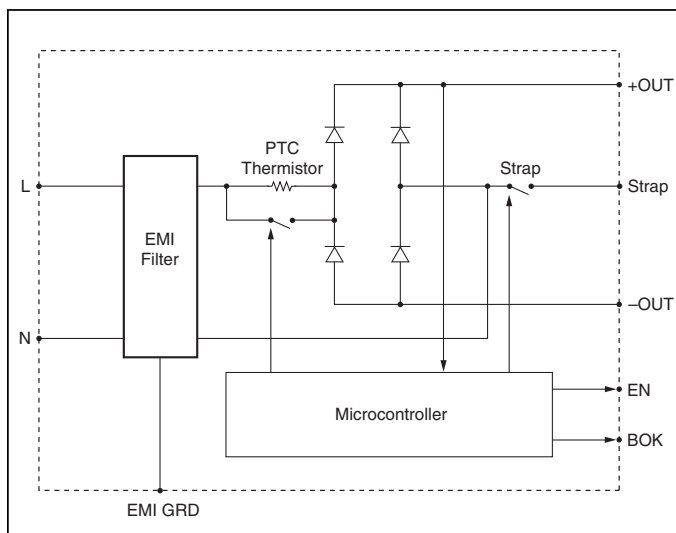 +OUT
PTC
Thermistor
Strap
L
Strap
EMI
Filter
–OUT
N
EN
Microcontroller
BOK
EMI GRD